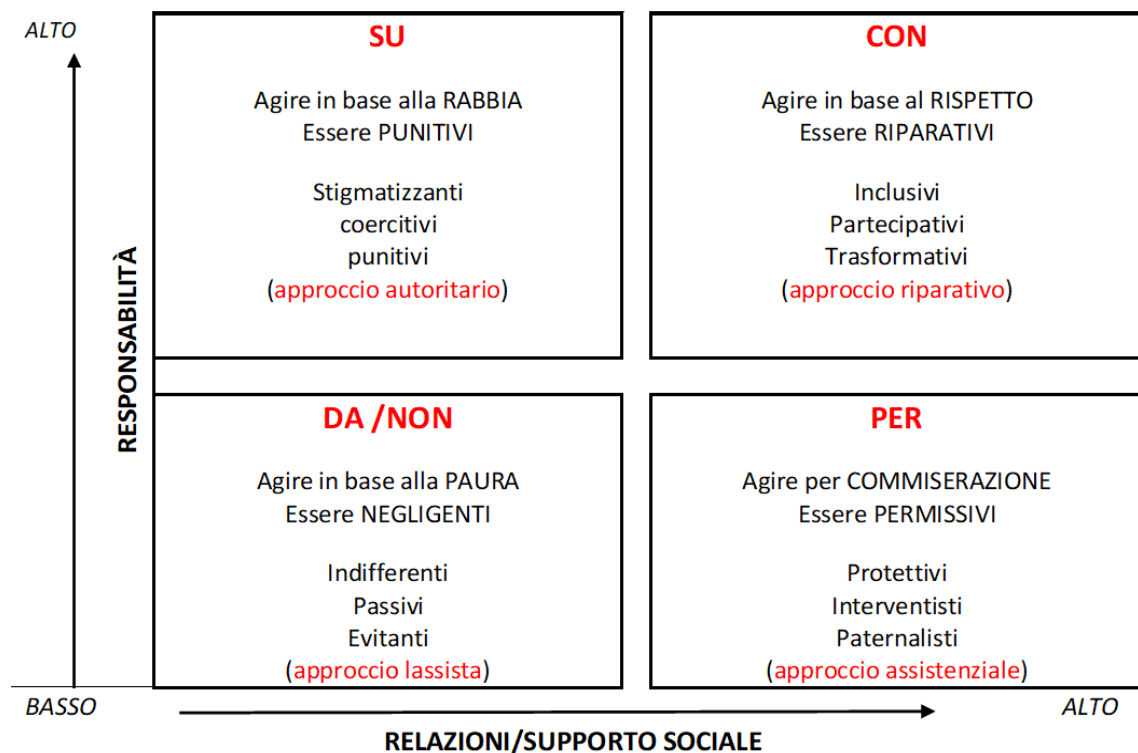 ALTO
RESPONSABILITÀ
SU
Agire in base alla RABBIA
Essere PUNITIVI
Stigmatizzanti
coercitivi
punitivi
(approccio autoritario)
CON
Agire in base al RISPETTO
Essere RIPARATIVI
Inclusivi
Partecipativi
Trasformativi
(approccio riparativo)
DA /NON
Agire in base alla PAURA
Essere NEGLIGENTI
Indifferenti
Passivi
Evitanti
(approccio lassista)
PER
Agire per COMMISERAZIONE
Essere PERMISSIVI
Protettivi
Interventisti
Paternalisti
(approccio assistenziale)
BASSO
ALTO
RELAZIONI/SUPPORTO SOCIALE